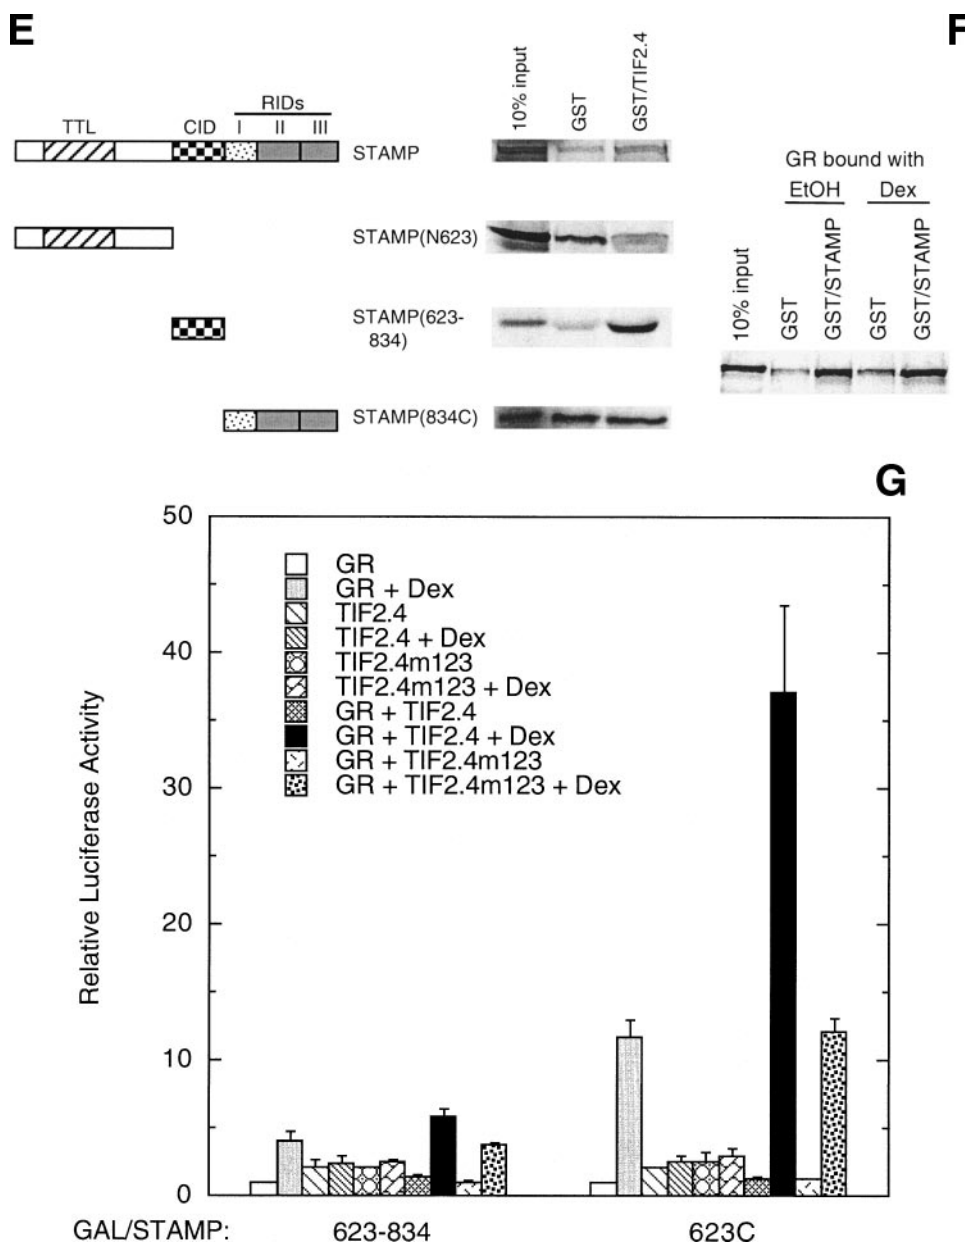 E
F
RIDs
TTL CID I II III
10% input
GST
GST/TIF2.4
STAMP
STAMP(N623)
STAMP(623-
834)
STAMP(834C)
GR bound with
EtOH Dex
10% input
GST
GST/STAMP
GST
GST/STAMP
G
50
40
30
20
10
0
Relative Luciferase Activity
GR
GR + Dex
TIF2.4
TIF2.4 + Dex
TIF2.4m123
TIF2.4m123 + Dex
GR + TIF2.4
GR + TIF2.4 + Dex
GR + TIF2.4m123
GR + TIF2.4m123 + Dex
GAL/STAMP: 623-834 623C